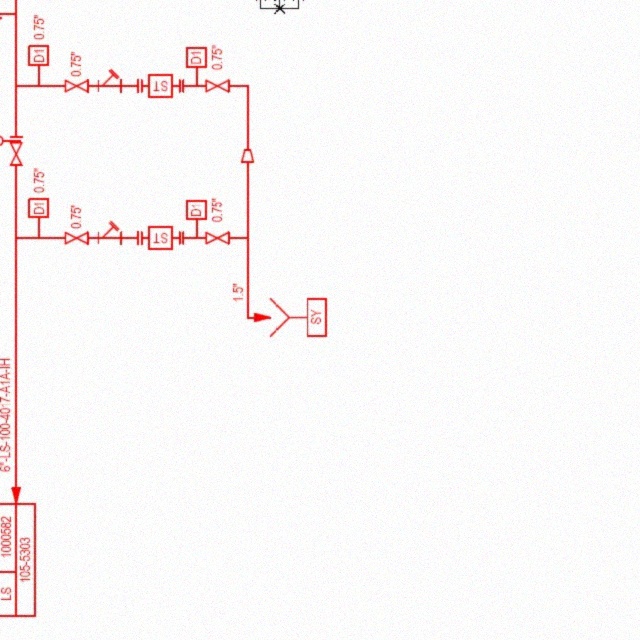 0.75"
D1
0.75"
ST
D1
0.75"
0.75"
D1
0.75"
ST
D1
0.75"
1.5"
SY
6"-LS-100-4017-A1A-IH
1000582
105-5303
LS